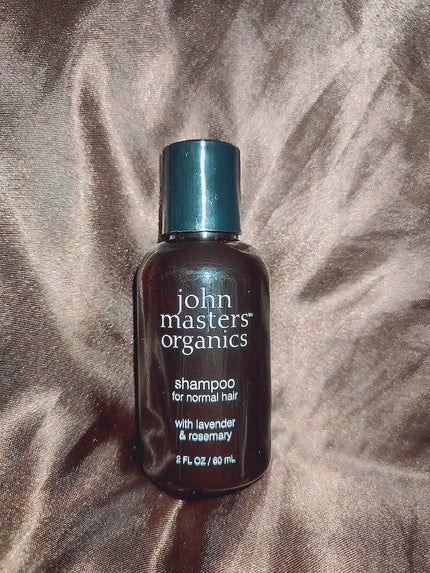 john
masters™
organics
shampoo
for normal hair
with lavender
& rosemary
2 FL OZ / 60 mL